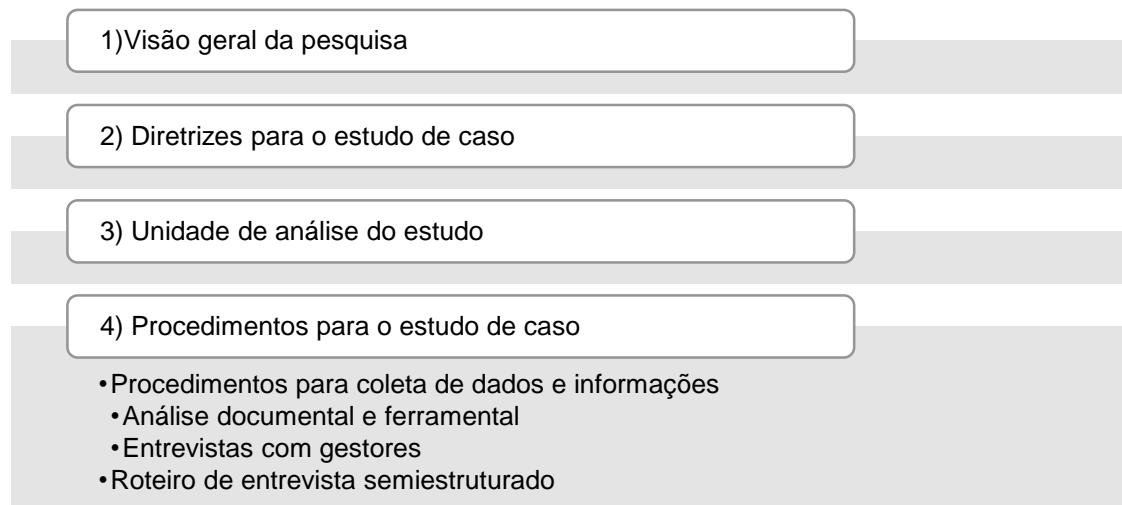 1)Visão geral da pesquisa
2) Diretrizes para o estudo de caso
3) Unidade de análise do estudo
4) Procedimentos para o estudo de caso
•Procedimentos para coleta de dados e informações
•Análise documental e ferramental
•Entrevistas com gestores
•Roteiro de entrevista semiestruturado